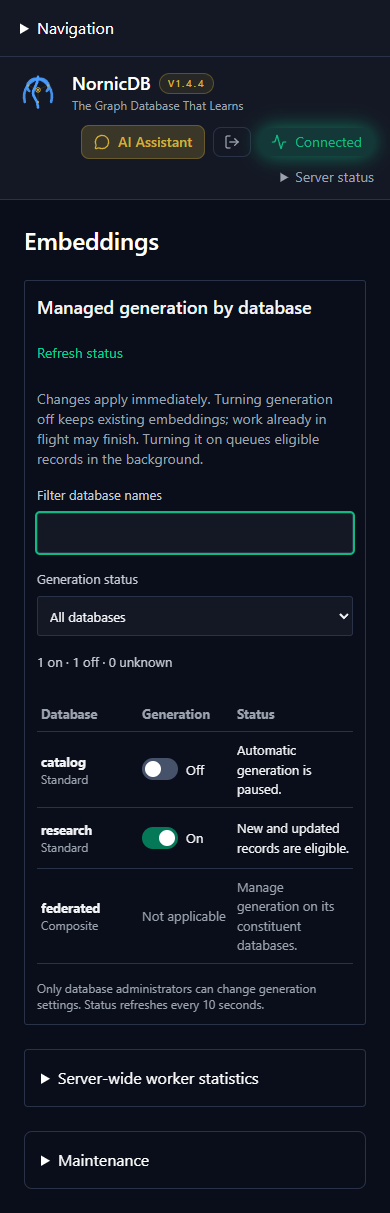 Navigation
NornicDB V1.4.4
The Graph Database That Learns
AI Assistant
Connected
Server status
Embeddings
Managed generation by database
Refresh status
Changes apply immediately. Turning generation
off keeps existing embeddings; work already in
flight may finish. Turning it on queues eligible
records in the background.
Filter database names
Generation status
All databases
1 on · 1 off · 0 unknown
Database Generation Status
catalog
Standard
Off
Automatic
generation is
paused.
research
Standard
On
New and updated
records are eligible.
federated
Composite
Not applicable
Manage
generation on its
constituent
databases.
Only database administrators can change generation
settings. Status refreshes every 10 seconds.
Server-wide worker statistics
Maintenance